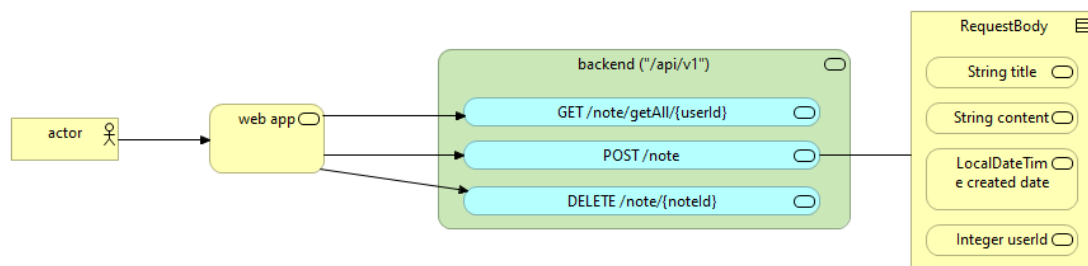 actor
web app
backend ("/api/v1")
GET /note/getAll/{userId}
POST /note
DELETE /note/{noteId}
RequestBody
String title
String content
LocalDateTim
e created date
Integer userId